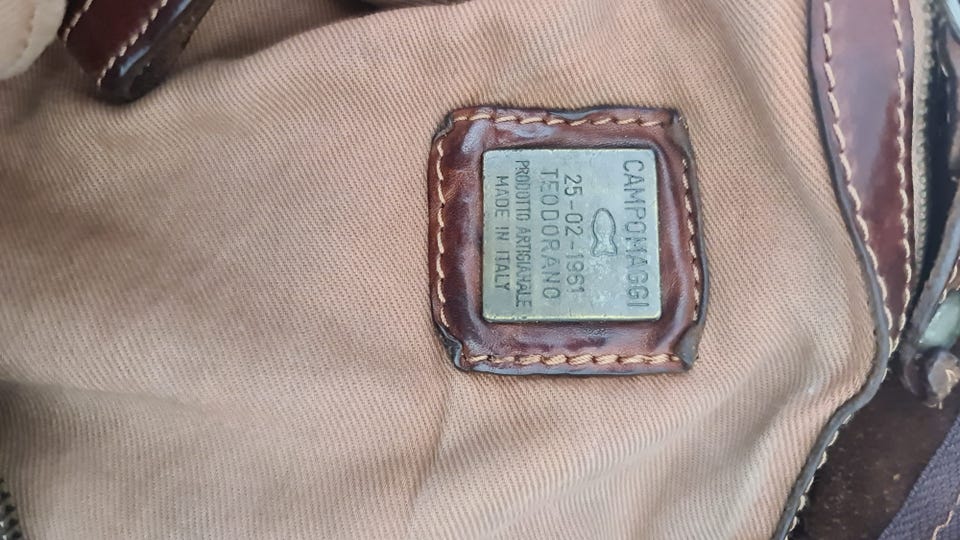 CAMPOMAGGI
25-02-1961
TEODORANO
PRODOTTO ARTIGIANALE
MADE IN ITALY